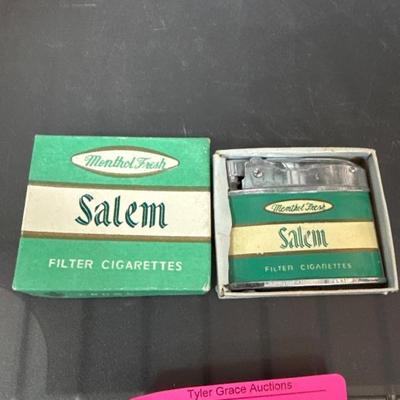 Menthol Fresh
Salem
FILTER CIGARETTES
Menthol Fresh
Salem
FILTER CIGARETTES
Tyler Grace Auctions